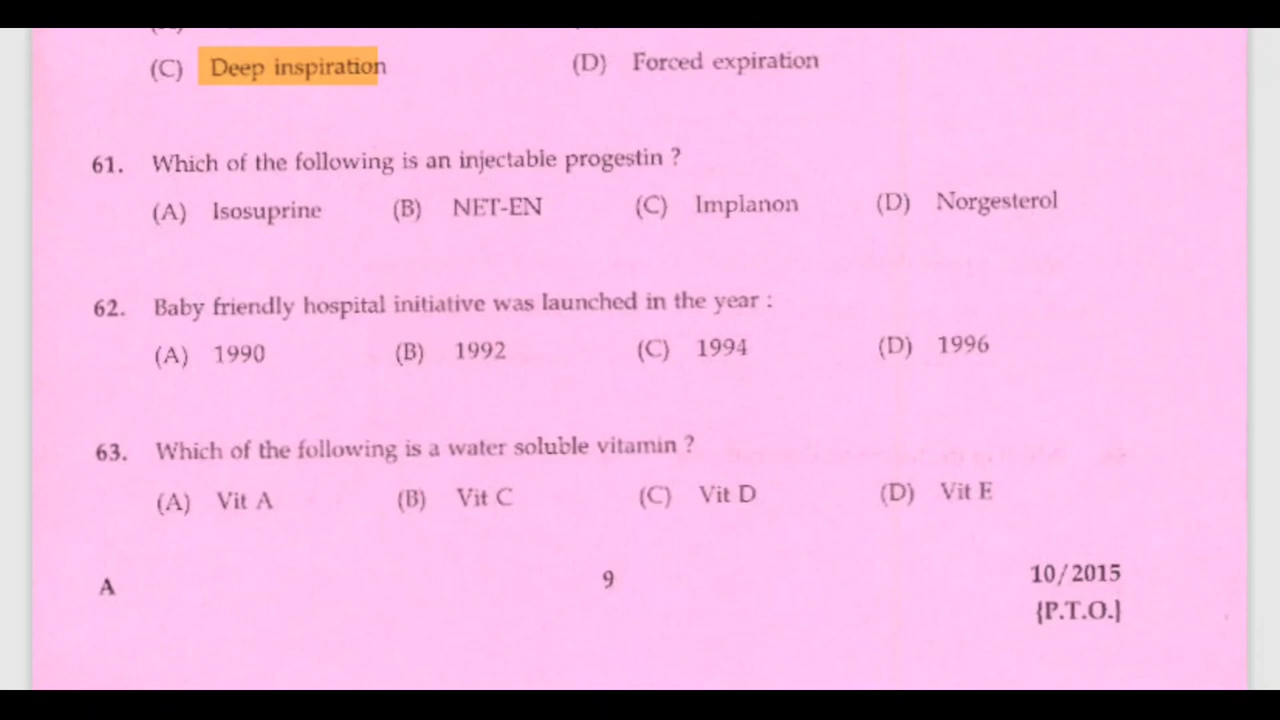 (C) Deep inspiration (D) Forced expiration
61. Which of the following is an injectable progestin ?
(A) Isosuprine (B) NET-EN (C) Implanon (D) Norgesterol
62. Baby friendly hospital initiative was launched in the year :
(A) 1990 (B) 1992 (C) 1994 (D) 1996
63. Which of the following is a water soluble vitamin ?
(A) Vit A (B) Vit C (C) Vit D (D) Vit E
A 9 10/2015
{P.T.O.}